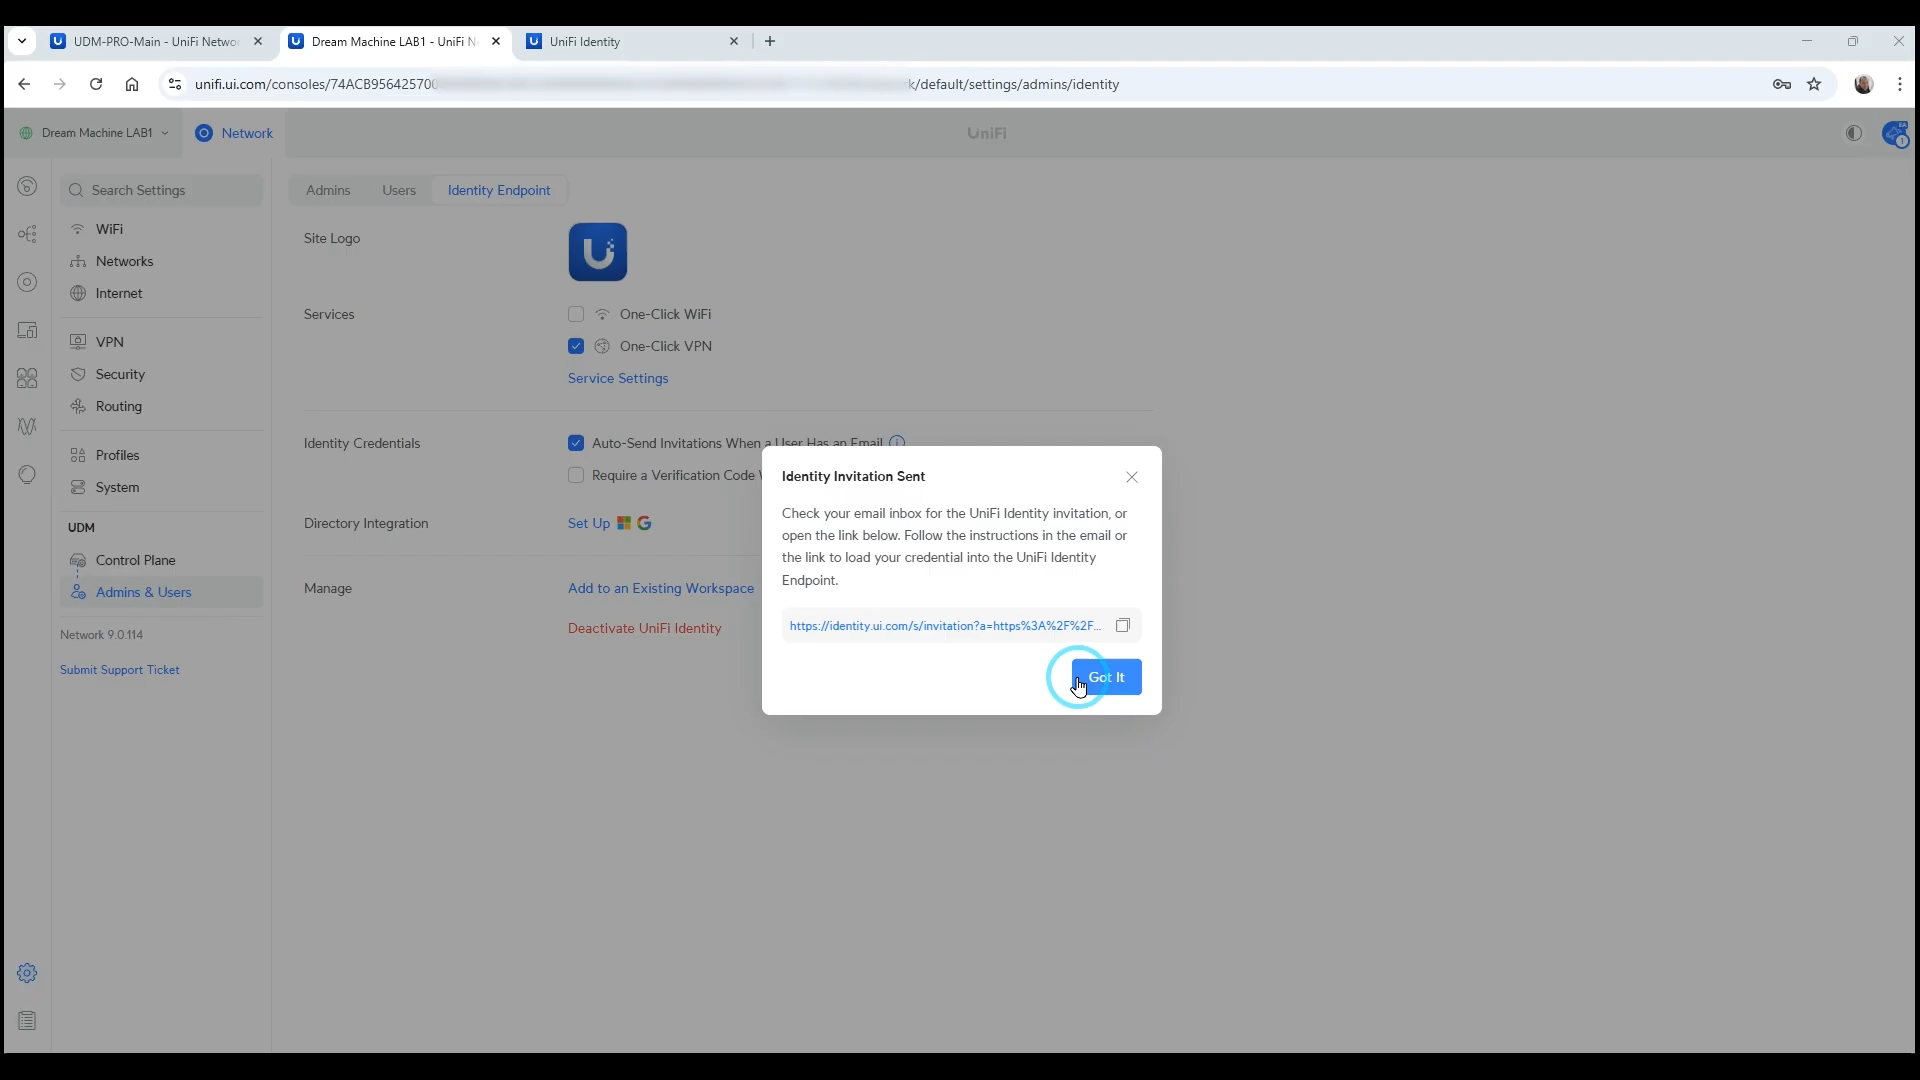 UDM-PRO-Main - UniFi Netwo
Dream Machine LAB1 - UniFi N
UniFi Identity
unifi.ui.com/consoles/74ACB956425700
k/default/settings/admins/identity
Dream Machine LAB1
Network
UniFi
EA
1
Search Settings
Admins
Users
Identity Endpoint
WiFi
Networks
Internet
VPN
Security
Routing
Profiles
System
UDM
Control Plane
Admins & Users
Network 9.0.114
Submit Support Ticket
Site Logo
Services
One-Click WiFi
One-Click VPN
Service Settings
Identity Credentials
Auto-Send Invitations When a User Has an Email
Require a Verification Code
Directory Integration
Set Up
Manage
Add to an Existing Workspace
Deactivate UniFi Identity
Identity Invitation Sent
Check your email inbox for the UniFi Identity invitation, or
open the link below. Follow the instructions in the email or
the link to load your credential into the UniFi Identity
Endpoint.
https://identity.ui.com/s/invitation?a=https%3A%2F%2F...
Got It